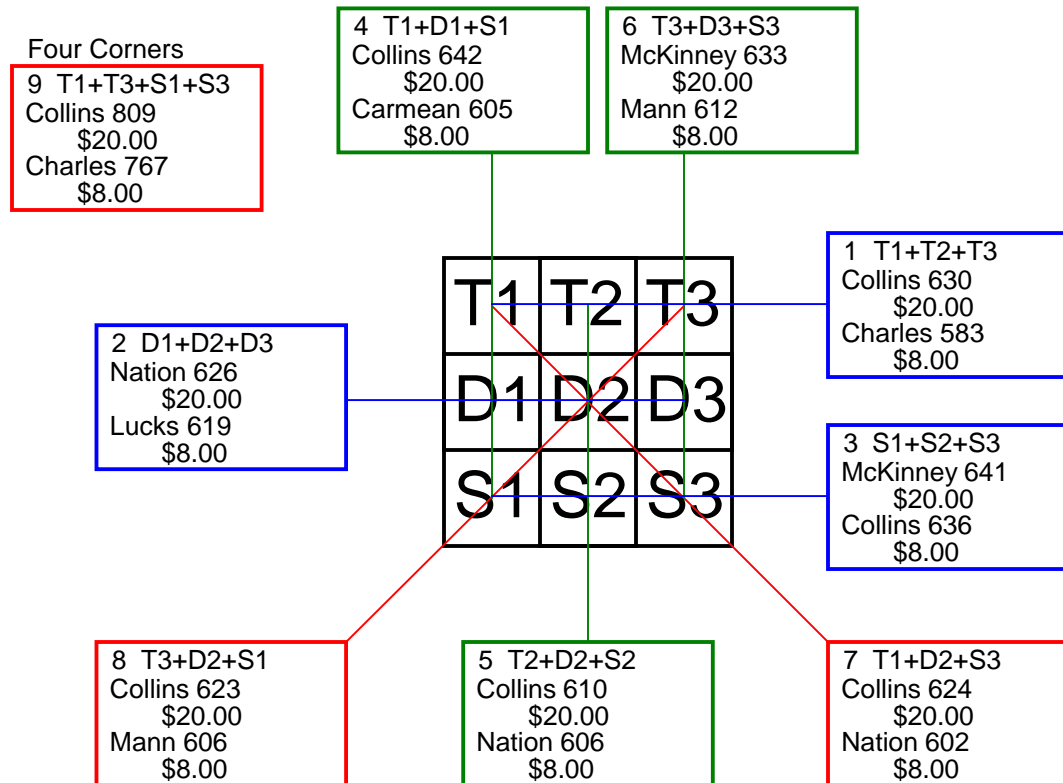 Four Corners
9 T1+T3+S1+S3
Collins 809
$20.00
Charles 767
$8.00
4 T1+D1+S1
Collins 642
$20.00
Carmean 605
$8.00
6 T3+D3+S3
McKinney 633
$20.00
Mann 612
$8.00
1 T1+T2+T3
Collins 630
$20.00
Charles 583
$8.00
2 D1+D2+D3
Nation 626
$20.00
Lucks 619
$8.00
T1 T2 T3
D1 D2 D3
S1 S2 S3
3 S1+S2+S3
McKinney 641
$20.00
Collins 636
$8.00
8 T3+D2+S1
Collins 623
$20.00
Mann 606
$8.00
5 T2+D2+S2
Collins 610
$20.00
Nation 606
$8.00
7 T1+D2+S3
Collins 624
$20.00
Nation 602
$8.00